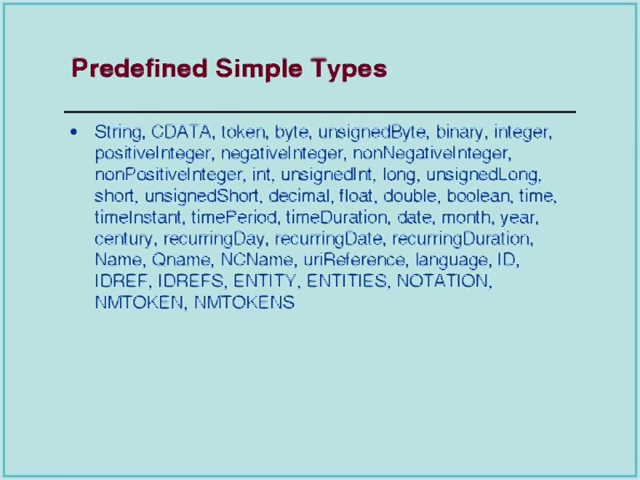 Predefined Simple Types
• String, CDATA, token, byte, unsignedByte, binary, integer,
positiveInteger, negativeInteger, nonNegativeInteger,
nonPositiveInteger, int, unsignedInt, long, unsignedLong,
short, unsignedShort, decimal, float, double, boolean, time,
timeInstant, timePeriod, timeDuration, date, month, year,
century, recurringDay, recurringDate, recurringDuration,
Name, Qname, NCName, uriReference, language, ID,
IDREF, IDREFS, ENTITY, ENTITIES, NOTATION,
NMTOKEN, NMTOKENS